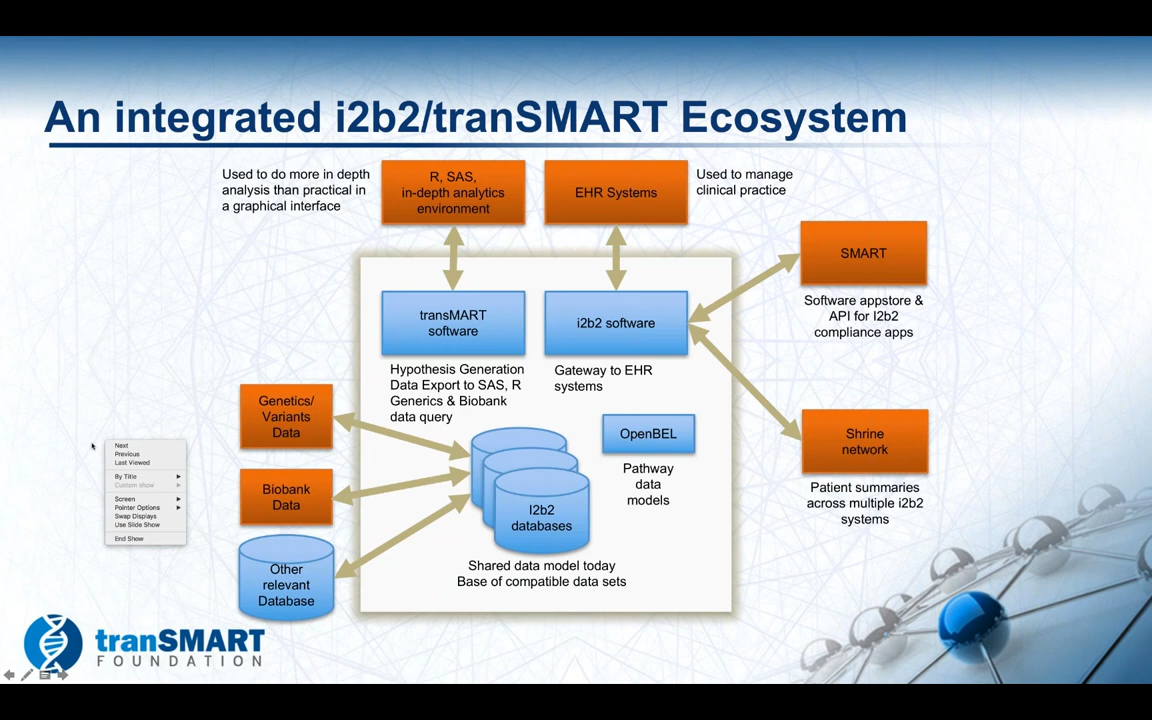 An integrated i2b2/tranSMART Ecosystem
Used to do more in depth
analysis than practical in
a graphical interface
R, SAS,
in-depth analytics
environment
EHR Systems
Used to manage
clinical practice
SMART
Software appstore &
API for I2b2
compliance apps
transMART
software
i2b2 software
Hypothesis Generation
Data Export to SAS, R
Generics & Biobank
data query
Gateway to EHR
systems
Genetics/
Variants
Data
OpenBEL
Pathway
data
models
Shrine
network
Patient summaries
across multiple i2b2
systems
Biobank
Data
I2b2
databases
Other
relevant
Database
Shared data model today
Base of compatible data sets
Next
Previous
Last Viewed
By Title
Custom show
Screen
Pointer Options
Swap Displays
Use Slide Show
End Show
tranSMART
FOUNDATION